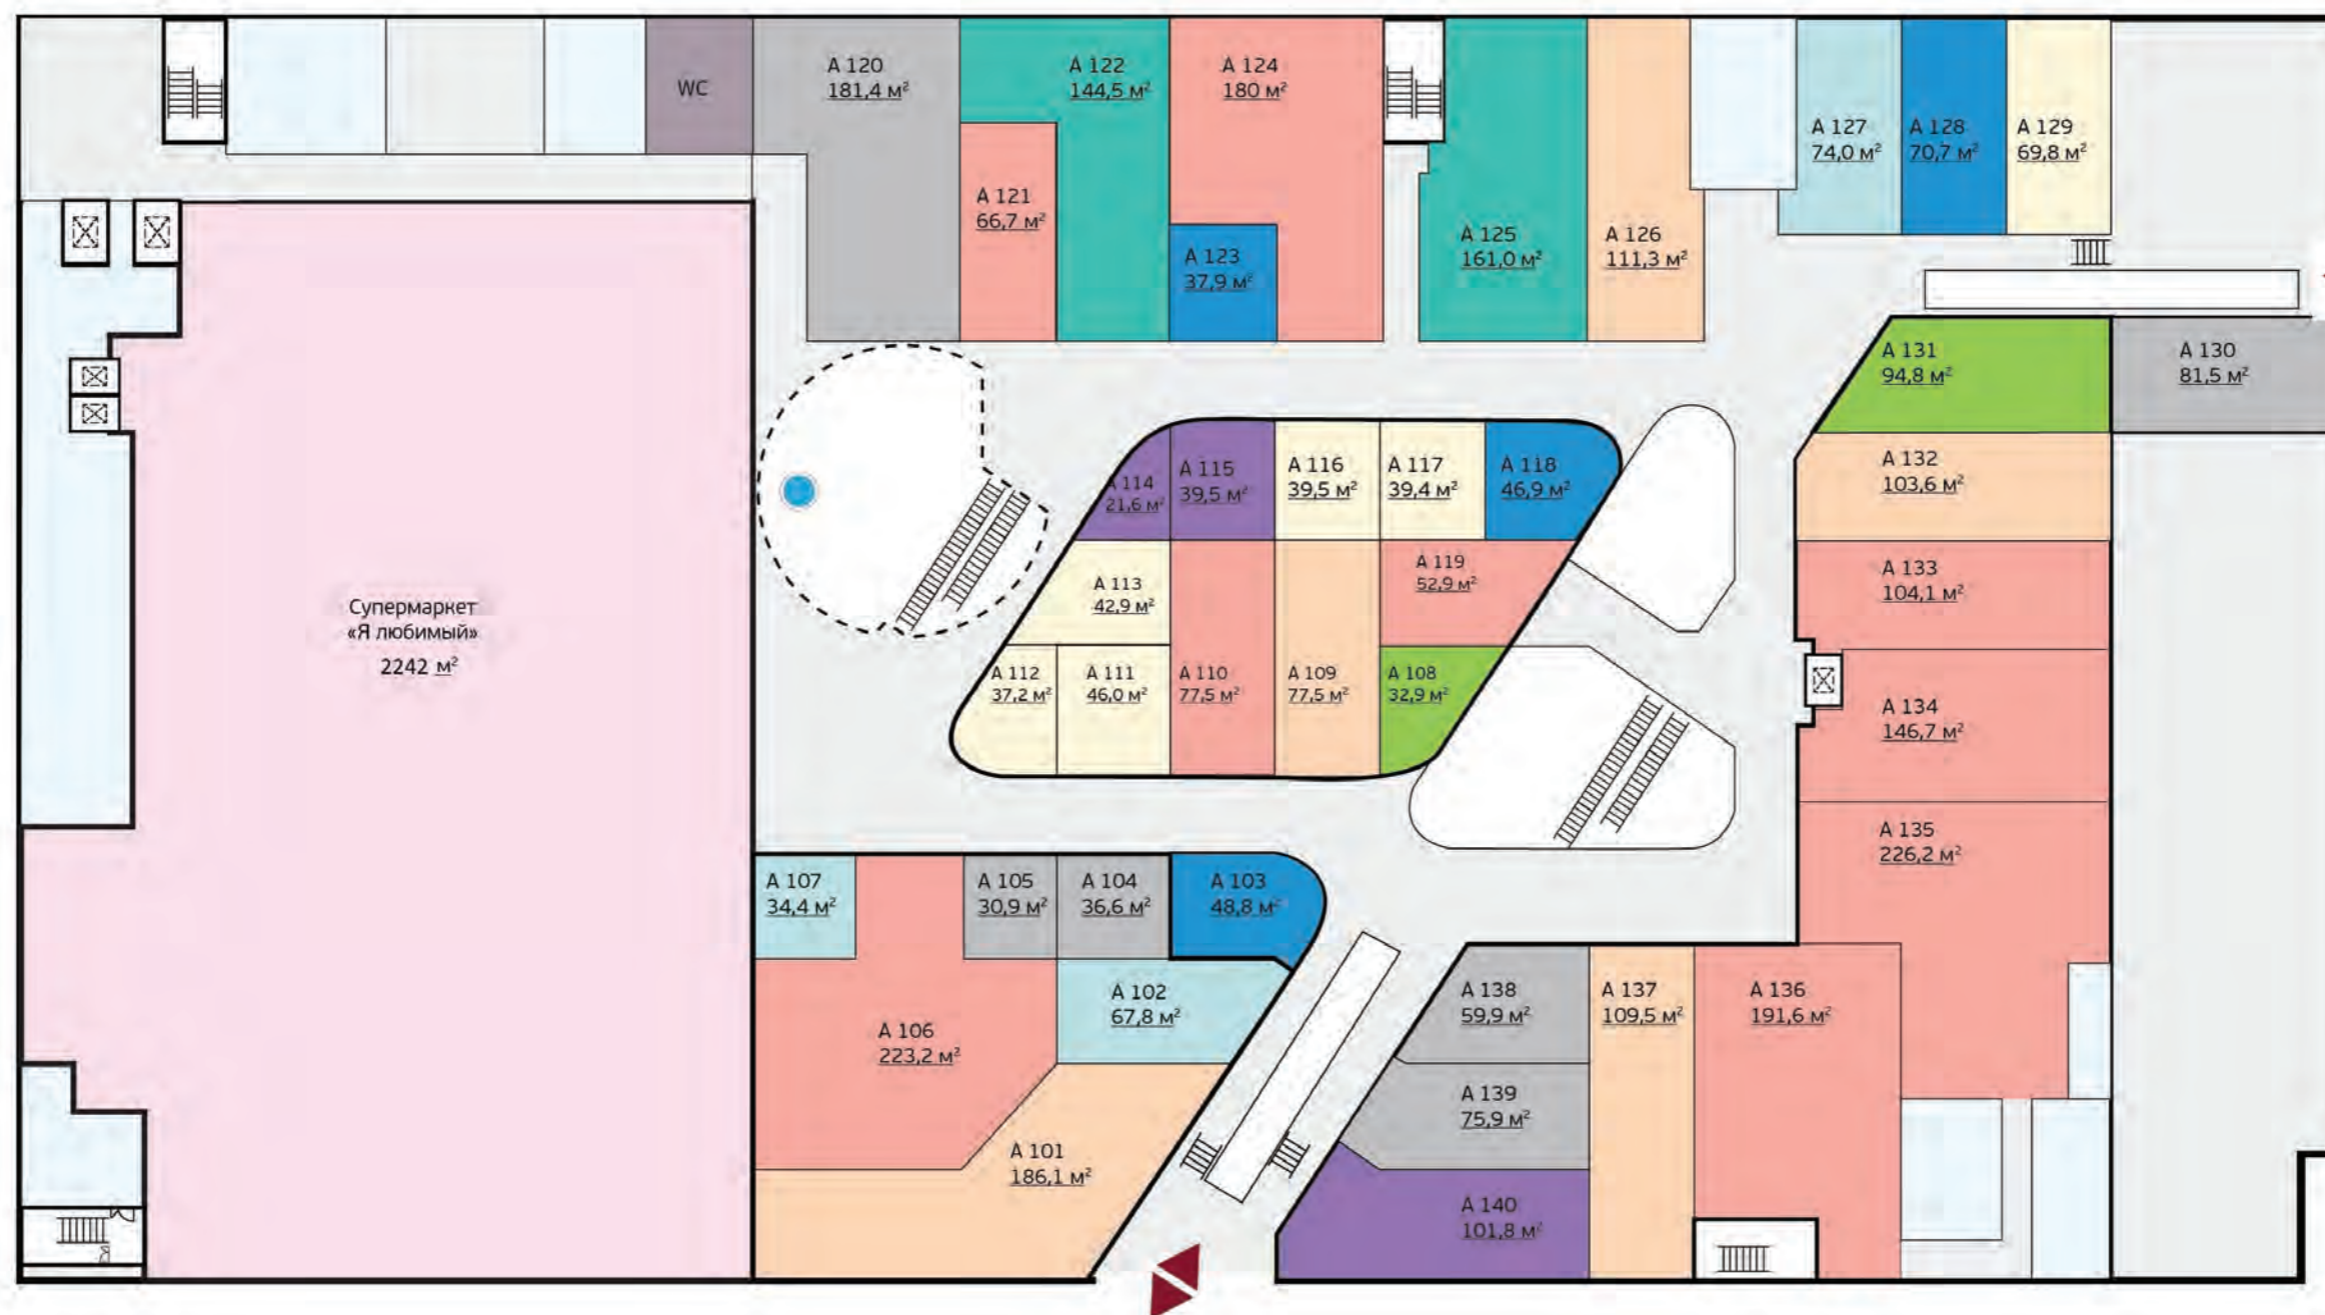 WC
А 120
181,4 м²
А 122
144,5 м²
А 124
180 м²
А 121
66,7 м²
А 123
37,9 м²
А 125
161,0 м²
А 126
111,3 м²
А 127
74,0 м²
А 128
70,7 м²
А 129
69,8 м²
А 131
94,8 м²
А 130
81,5 м²
А 132
103,6 м²
А 133
104,1 м²
А 134
146,7 м²
А 135
226,2 м²
А 114
21,6 м²
А 115
39,5 м²
А 116
39,5 м²
А 117
39,4 м²
А 118
46,9 м²
А 113
42,9 м²
А 119
52,9 м²
А 112
37,2 м²
А 111
46,0 м²
А 110
77,5 м²
А 109
77,5 м²
А 108
32,9 м²
Супермаркет
«Я любимый»
2242 м²
А 107
34,4 м²
А 105
30,9 м²
А 104
36,6 м²
А 103
48,8 м²
А 102
67,8 м²
А 106
223,2 м²
А 101
186,1 м²
А 138
59,9 м²
А 137
109,5 м²
А 136
191,6 м²
А 139
75,9 м²
А 140
101,8 м²